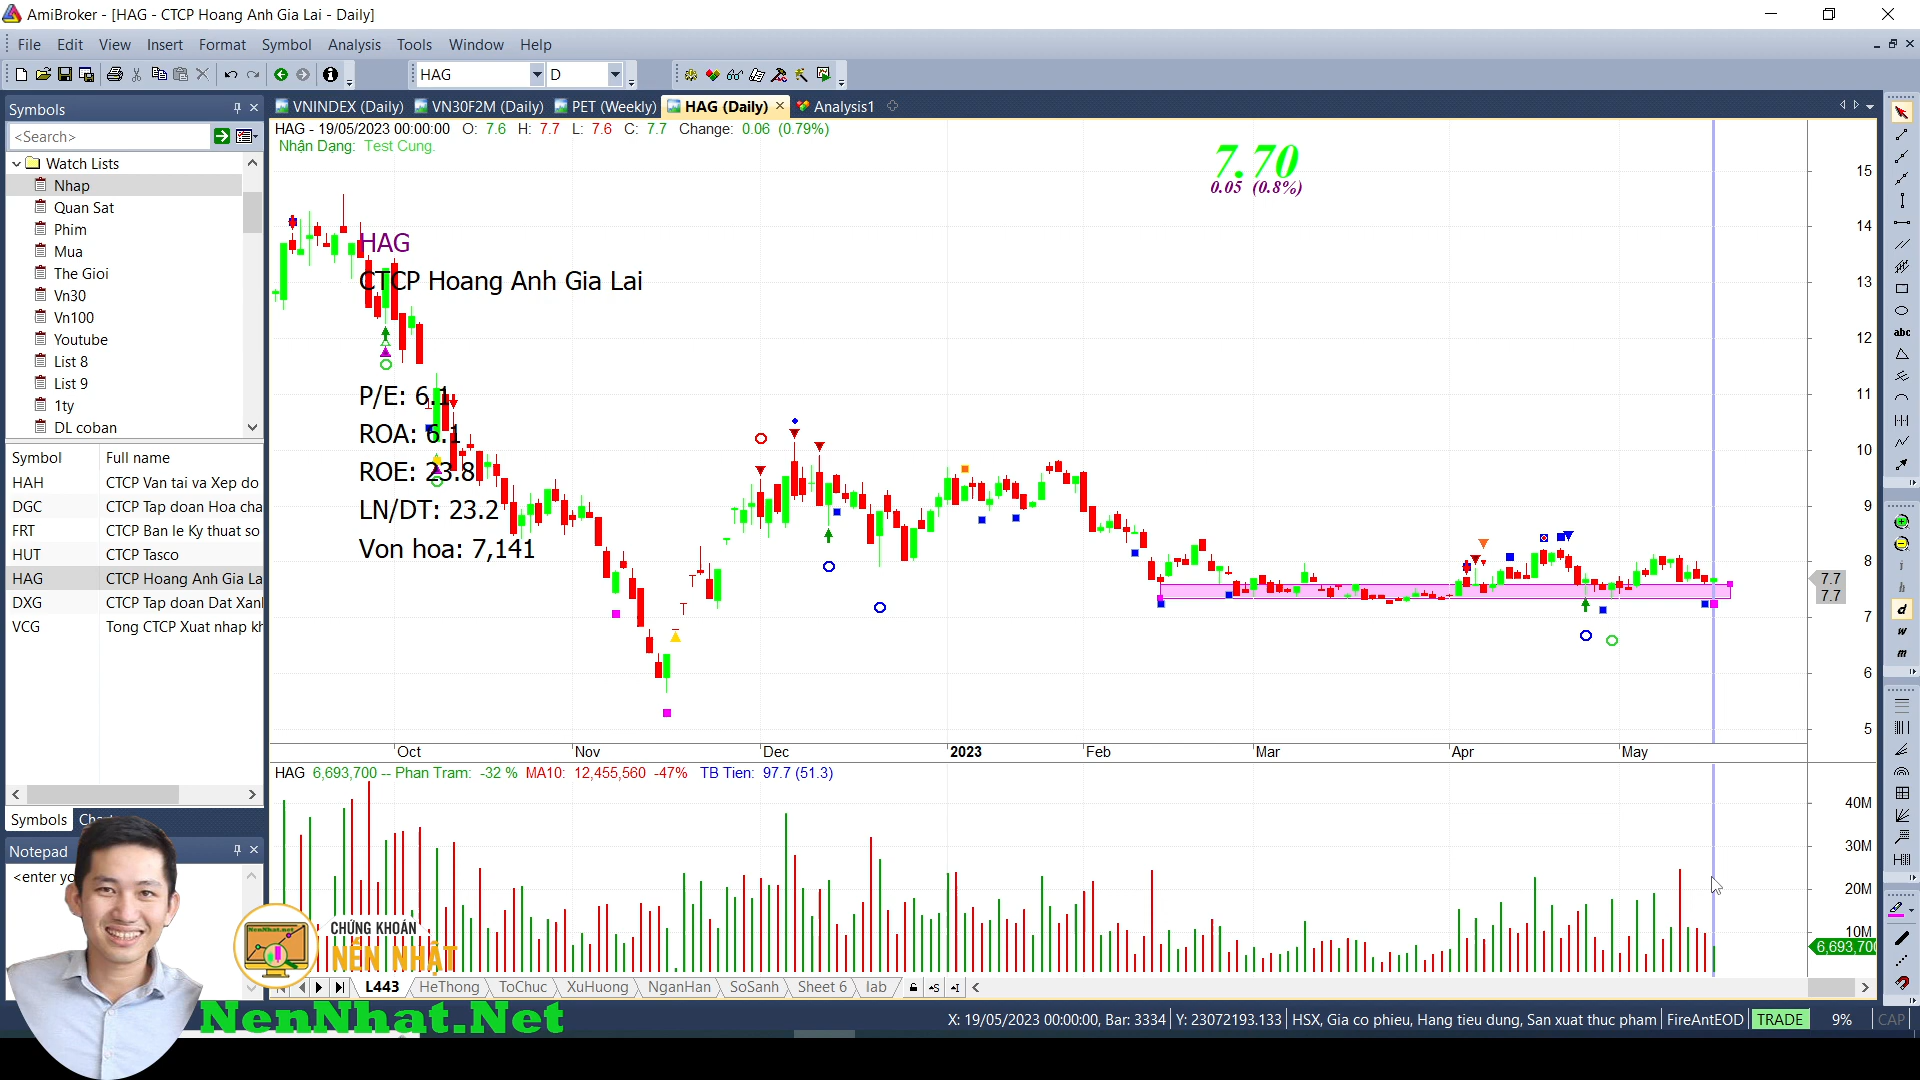 AmiBroker - [HAG - CTCP Hoang Anh Gia Lai - Daily]
File Edit View Insert Format Symbol Analysis Tools Window Help
HAG D
Symbols
VNINDEX (Daily) VN30F2M (Daily) PET (Weekly) HAG (Daily) Analysis1
<Search>
HAG - 19/05/2023 00:00:00 O: 7.6 H: 7.7 L: 7.6 C: 7.7 Change: 0.06 (0.79%)
Nhận Dạng: Test Cung.
7.70
0.05 (0.8%)
Watch Lists
Nhap
Quan Sat
Phim
Mua
The Gioi
Vn30
Vn100
Youtube
List 8
List 9
1ty
DL coban
HAG
CTCP Hoang Anh Gia Lai
P/E: 6.1
ROA: 6.1
ROE: 23.8
LN/DT: 23.2
Von hoa: 7,141
15
14
13
12
11
10
9
8
7.7
7.7
7
6
5
abc
i
h
d
w
m
Symbol Full name
HAH CTCP Van tai va Xep do
DGC CTCP Tap doan Hoa cha
FRT CTCP Ban le Ky thuat so
HUT CTCP Tasco
HAG CTCP Hoang Anh Gia La
DXG CTCP Tap doan Dat Xanh
VCG Tong CTCP Xuat nhap kh
Oct Nov Dec 2023 Feb Mar Apr May
HAG 6,693,700 -- Phan Tram: -32 % MA10: 12,455,560 -47% TB Tien: 97.7 (51.3)
40M
30M
20M
10M
6,693,700
Symbols
Notepad
<enter yo
NenNhat.net
CHỨNG KHOÁN
NẾN NHẬT
L443 HeThong ToChuc XuHuong NganHan SoSanh Sheet 6 lab
NenNhat.Net
X: 19/05/2023 00:00:00, Bar: 3334 Y: 23072193.133 HSX, Gia co phieu, Hang tieu dung, San xuat thuc pham FireAntEOD TRADE 9% CAP